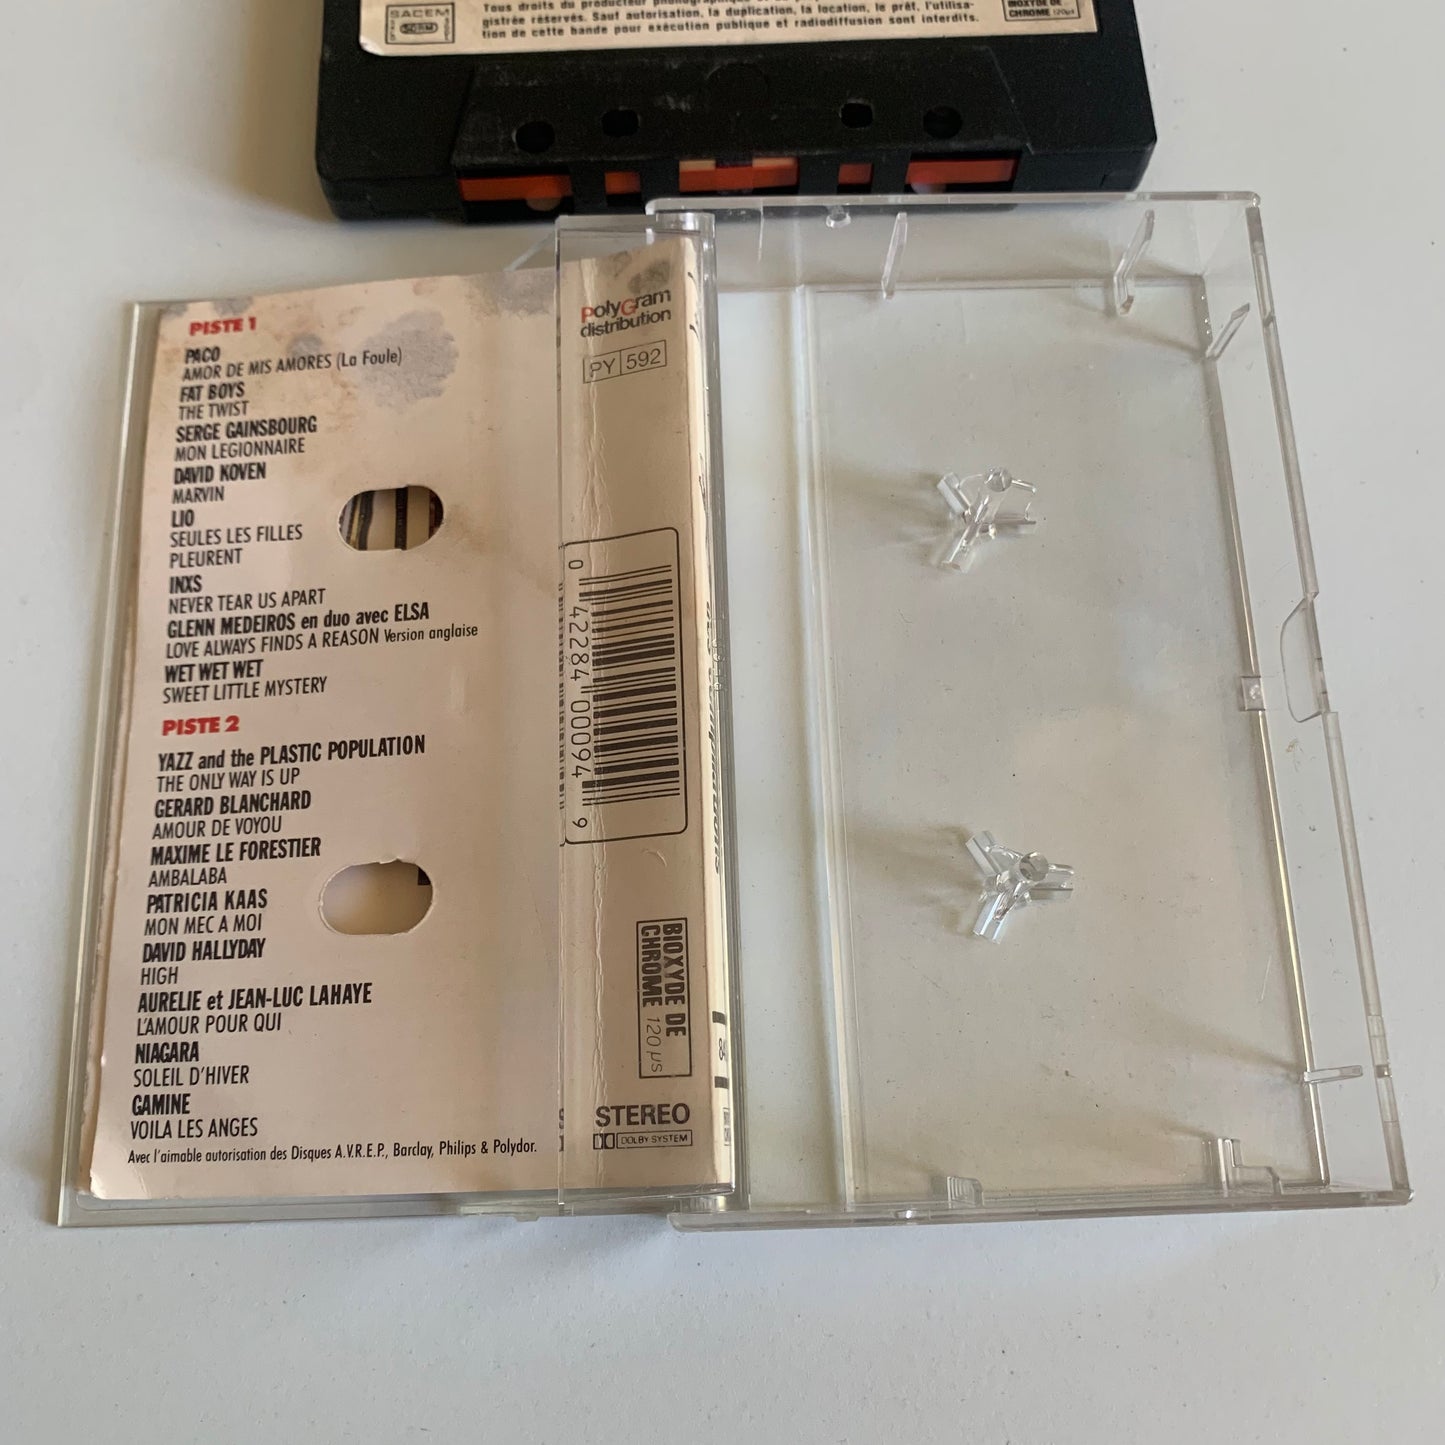 SACEM
Tous droits du producteur phonographique
gistrée réservés. Sauf autorisation, la duplication, la location, le prêt, l'utilisa-
tion de cette bande pour exécution publique et radiodiffusion sont interdits.
BIOXYDE DE
CHROME 120µs
PISTE 1
PACO
AMOR DE MIS AMORES (La Foule)
FAT BOYS
THE TWIST
SERGE GAINSBOURG
MON LEGIONNAIRE
DAVID KOVEN
MARVIN
LIO
SEULES LES FILLES
PLEURENT
INXS
NEVER TEAR US APART
GLENN MEDEIROS en duo avec ELSA
LOVE ALWAYS FINDS A REASON Version anglaise
WET WET WET
SWEET LITTLE MYSTERY
PISTE 2
YAZZ and the PLASTIC POPULATION
THE ONLY WAY IS UP
GERARD BLANCHARD
AMOUR DE VOYOU
MAXIME LE FORESTIER
AMBALABA
PATRICIA KAAS
MON MEC A MOI
DAVID HALLYDAY
HIGH
AURELIE et JEAN-LUC LAHAYE
L'AMOUR POUR QUI
NIAGARA
SOLEIL D'HIVER
GAMINE
VOILA LES ANGES
Avec l'aimable autorisation des Disques A.V.R.E.P., Barclay, Philips & Polydor.
polyGram
distribution
PY 592
0 42284 00094 9
BIOXYDE DE
CHROME 120 µs
STEREO
DOLBY SYSTEM